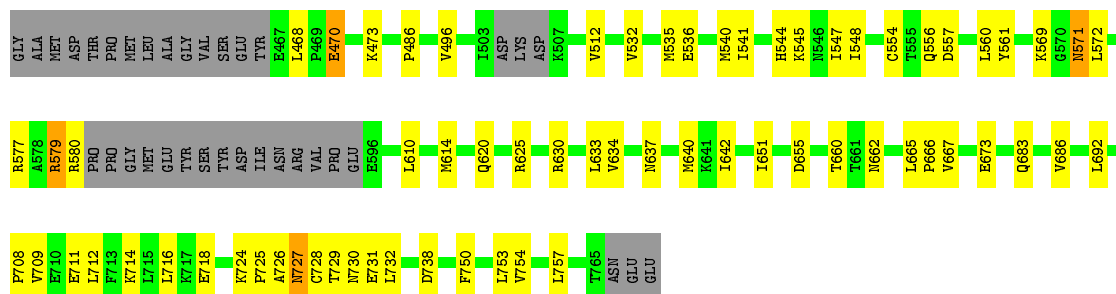 GLY ALA MET ASP THR PRO MET LEU ALA GLY VAL SER GLU TYR E467 L468 P469 E470 K473 P486 V496 I503 ASP LYS ASP K507 V512 V532 M535 E536 M540 I541 H544 K545 N546 I547 I548 C554 T555 Q556 D557 L560 Y561 K569 G570 N571 L572
R577 A578 R579 R580 PRO PRO GLY MET GLU TYR SER TYR ASP ILE ASN ARG VAL PRO GLU E596 L610 M614 Q620 R625 R630 L633 V634 N637 M640 K641 I642 I651 D655 T660 T661 N662 L665 P666 V667 E673 Q683 V686 L692
P708 V709 E710 E711 L712 F713 K714 L715 L716 K717 E718 K724 P725 A726 N727 C728 T729 N730 E731 L732 D738 F750 L753 V754 L757 T765 ASN GLU GLU